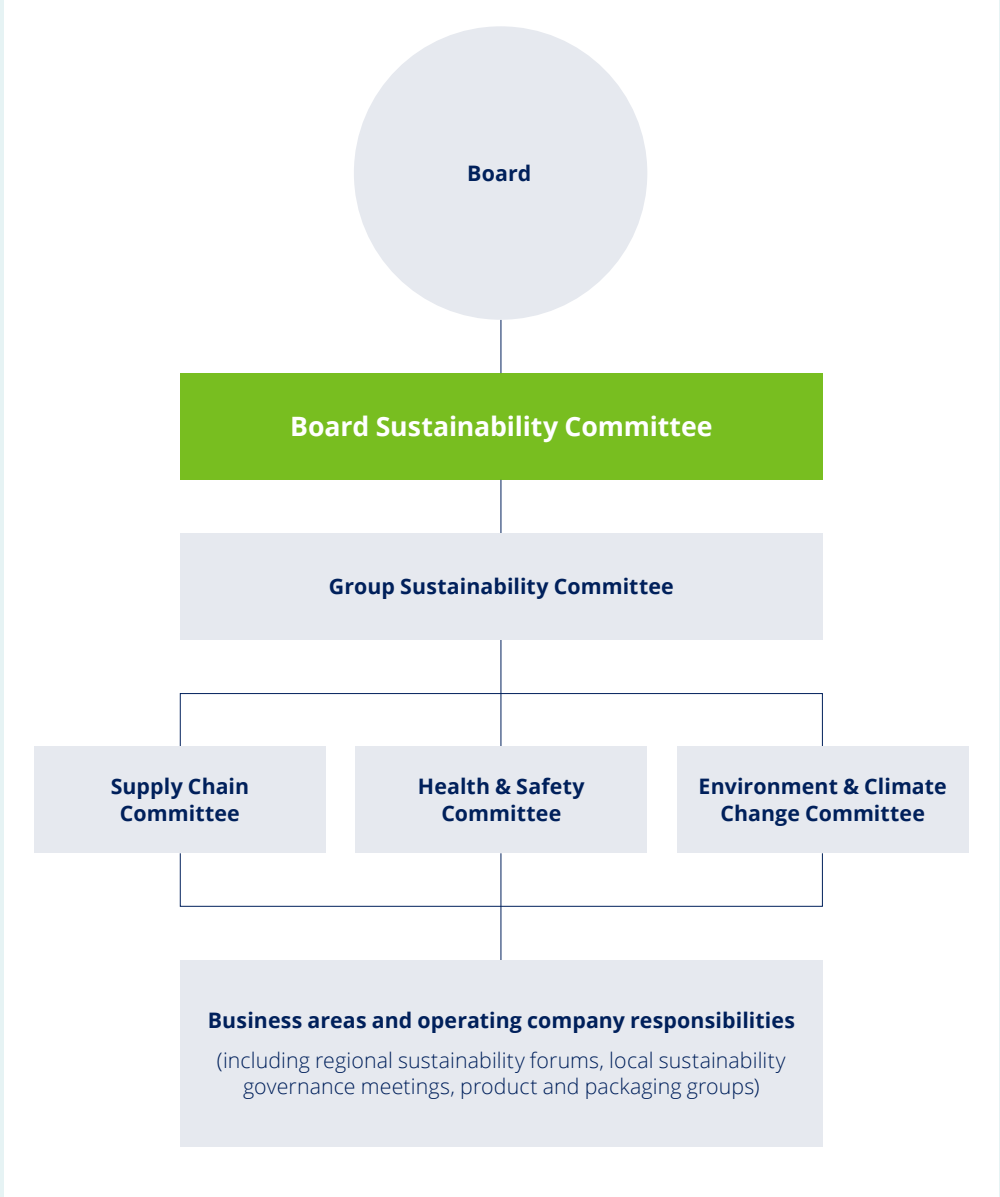 Board
Board Sustainability Committee
Group Sustainability Committee
Supply Chain
Committee
Health & Safety
Committee
Environment & Climate
Change Committee
Business areas and operating company responsibilities
(including regional sustainability forums, local sustainability
governance meetings, product and packaging groups)